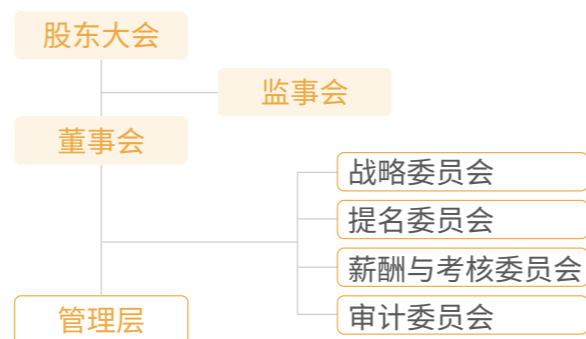 股东大会
监事会
董事会
战略委员会
提名委员会
薪酬与考核委员会
审计委员会
管理层